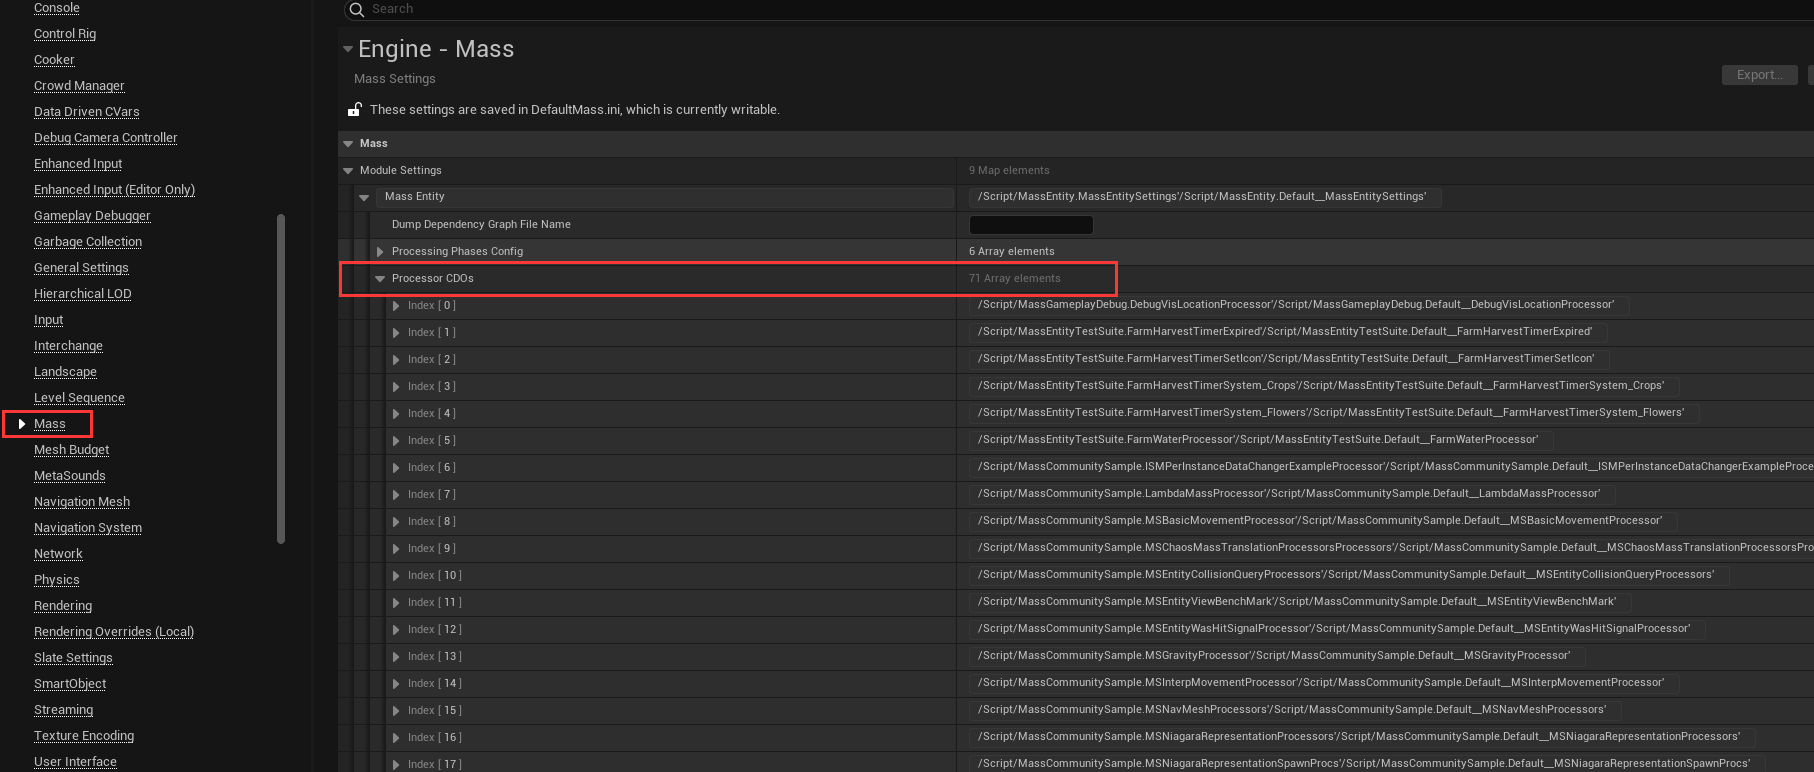 Console
Control Rig
Cooker
Crowd Manager
Data Driven CVars
Debug Camera Controller
Enhanced Input
Enhanced Input (Editor Only)
Gameplay Debugger
Garbage Collection
General Settings
Hierarchical LOD
Input
Interchange
Landscape
Level Sequence
Mass
Mesh Budget
MetaSounds
Navigation Mesh
Navigation System
Network
Physics
Rendering
Rendering Overrides (Local)
Slate Settings
SmartObject
Streaming
Texture Encoding
User Interface
Search
Engine - Mass
Mass Settings
Export...
These settings are saved in DefaultMass.ini, which is currently writable.
Mass
Module Settings 9 Map elements
Mass Entity /Script/MassEntity.MassEntitySettings'/Script/MassEntity.Default__MassEntitySettings'
Dump Dependency Graph File Name
Processing Phases Config 6 Array elements
Processor CDOs 71 Array elements
Index [ 0 ] /Script/MassGameplayDebug.DebugVisLocationProcessor'/Script/MassGameplayDebug.Default__DebugVisLocationProcessor'
Index [ 1 ] /Script/MassEntityTestSuite.FarmHarvestTimerExpired'/Script/MassEntityTestSuite.Default__FarmHarvestTimerExpired'
Index [ 2 ] /Script/MassEntityTestSuite.FarmHarvestTimerSetIcon'/Script/MassEntityTestSuite.Default__FarmHarvestTimerSetIcon'
Index [ 3 ] /Script/MassEntityTestSuite.FarmHarvestTimerSystem_Crops'/Script/MassEntityTestSuite.Default__FarmHarvestTimerSystem_Crops'
Index [ 4 ] /Script/MassEntityTestSuite.FarmHarvestTimerSystem_Flowers'/Script/MassEntityTestSuite.Default__FarmHarvestTimerSystem_Flowers'
Index [ 5 ] /Script/MassEntityTestSuite.FarmWaterProcessor'/Script/MassEntityTestSuite.Default__FarmWaterProcessor'
Index [ 6 ] /Script/MassCommunitySample.ISMPerInstanceDataChangerExampleProcessor'/Script/MassCommunitySample.Default__ISMPerInstanceDataChangerExampleProce
Index [ 7 ] /Script/MassCommunitySample.LambdaMassProcessor'/Script/MassCommunitySample.Default__LambdaMassProcessor'
Index [ 8 ] /Script/MassCommunitySample.MSBasicMovementProcessor'/Script/MassCommunitySample.Default__MSBasicMovementProcessor'
Index [ 9 ] /Script/MassCommunitySample.MSChaosMassTranslationProcessorsProcessors'/Script/MassCommunitySample.Default__MSChaosMassTranslationProcessorsPro
Index [ 10 ] /Script/MassCommunitySample.MSEntityCollisionQueryProcessors'/Script/MassCommunitySample.Default__MSEntityCollisionQueryProcessors'
Index [ 11 ] /Script/MassCommunitySample.MSEntityViewBenchMark'/Script/MassCommunitySample.Default__MSEntityViewBenchMark'
Index [ 12 ] /Script/MassCommunitySample.MSEntityWasHitSignalProcessor'/Script/MassCommunitySample.Default__MSEntityWasHitSignalProcessor'
Index [ 13 ] /Script/MassCommunitySample.MSGravityProcessor'/Script/MassCommunitySample.Default__MSGravityProcessor'
Index [ 14 ] /Script/MassCommunitySample.MSInterpMovementProcessor'/Script/MassCommunitySample.Default__MSInterpMovementProcessor'
Index [ 15 ] /Script/MassCommunitySample.MSNavMeshProcessors'/Script/MassCommunitySample.Default__MSNavMeshProcessors'
Index [ 16 ] /Script/MassCommunitySample.MSNiagaraRepresentationProcessors'/Script/MassCommunitySample.Default__MSNiagaraRepresentationProcessors'
Index [ 17 ] /Script/MassCommunitySample.MSNiagaraRepresentationSpawnProcs'/Script/MassCommunitySample.Default__MSNiagaraRepresentationSpawnProcs'